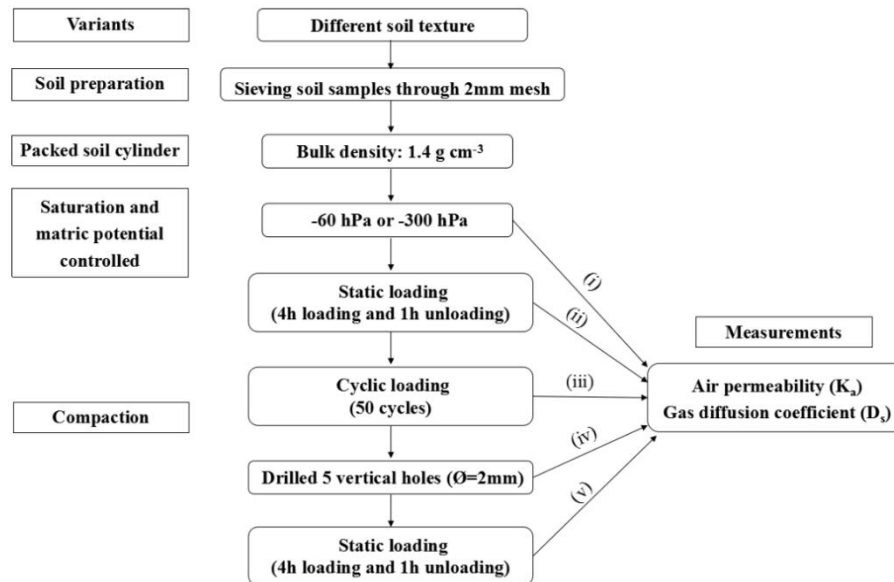 Variants
Different soil texture
Soil preparation
Sieving soil samples through 2mm mesh
Packed soil cylinder
Bulk density: 1.4 g cm⁻³
Saturation and
matric potential
controlled
-60 hPa or -300 hPa
(i)
Static loading
(4h loading and 1h unloading)
(ii)
Measurements
Cyclic loading
(50 cycles)
(iii)
Air permeability (Kₐ)
Gas diffusion coefficient (Dₛ)
Compaction
(iv)
Drilled 5 vertical holes (Ø=2mm)
(v)
Static loading
(4h loading and 1h unloading)